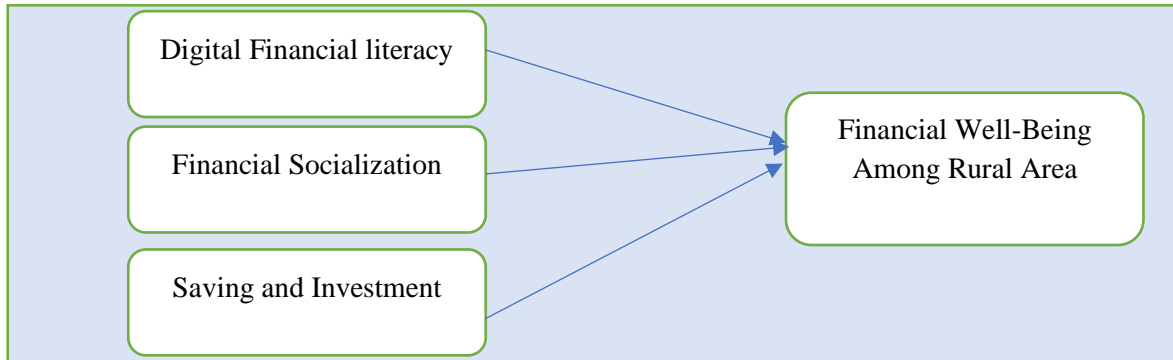 Digital Financial literacy
Financial Socialization
Saving and Investment
Financial Well-Being
Among Rural Area